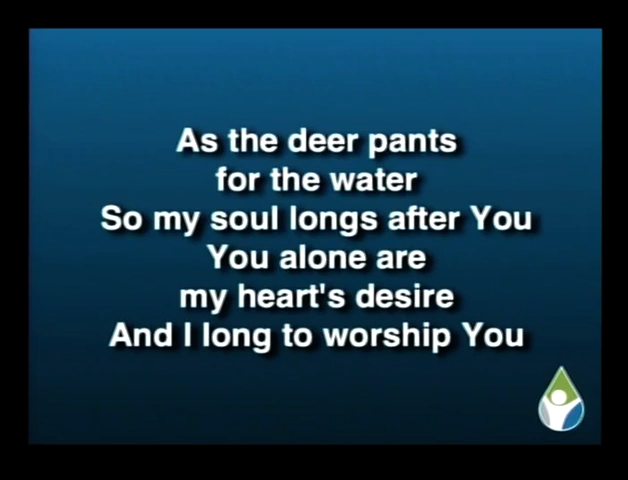 As the deer pants
for the water
So my soul longs after You
You alone are
my heart's desire
And I long to worship You